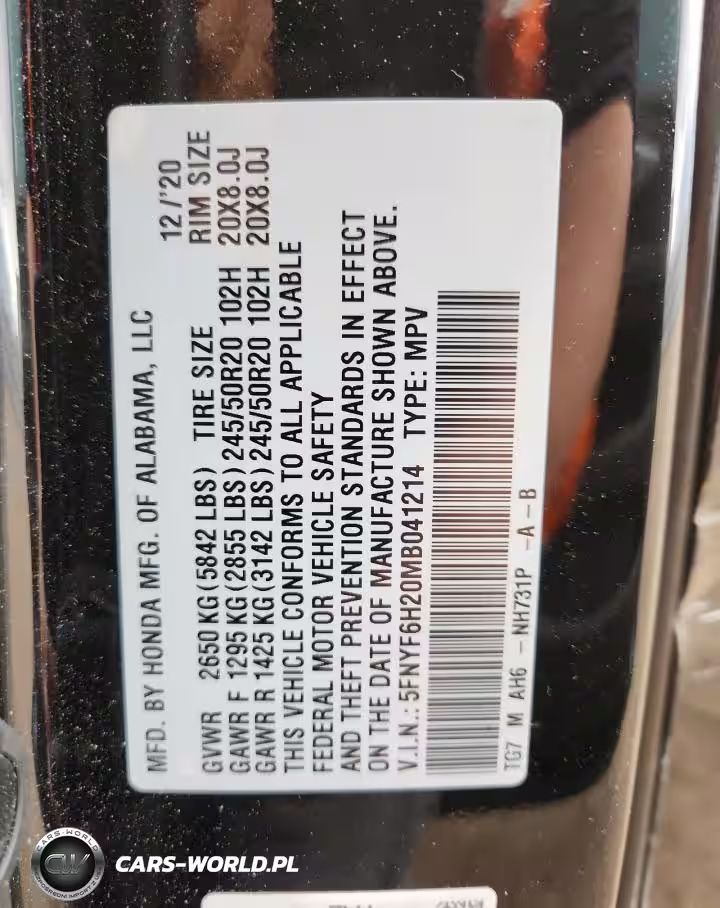 MFD. BY HONDA MFG. OF ALABAMA, LLC 12/'20
GVWR 2650 KG (5842 LBS) TIRE SIZE RIM SIZE
GAWR F 1295 KG (2855 LBS) 245/50R20 102H 20X8.0J
GAWR R 1425 KG (3142 LBS) 245/50R20 102H 20X8.0J
THIS VEHICLE CONFORMS TO ALL APPLICABLE
FEDERAL MOTOR VEHICLE SAFETY
AND THEFT PREVENTION STANDARDS IN EFFECT
ON THE DATE OF MANUFACTURE SHOWN ABOVE.
V.I.N.: 5FNYF6H20MB041214 TYPE: MPV
TG7 M AH6 -NH731P -A -B
CARS-WORLD
CW
CARS-WORLD.PL